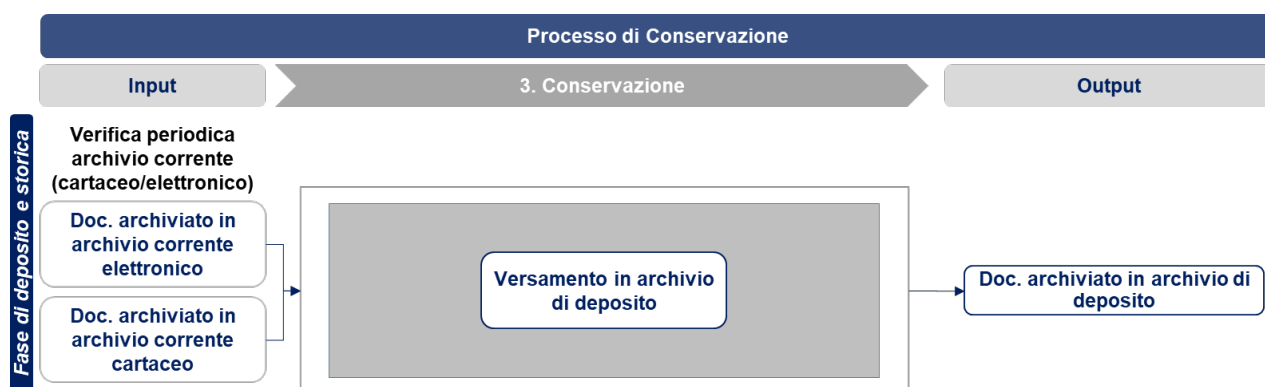 Processo di Conservazione
Input
3. Conservazione
Output
Fase di deposito e storica
Verifica periodica
archivio corrente
(cartaceo/elettronico)
Doc. archiviato in
archivio corrente
elettronico
Doc. archiviato in
archivio corrente
cartaceo
Versamento in archivio
di deposito
Doc. archiviato in archivio di
deposito